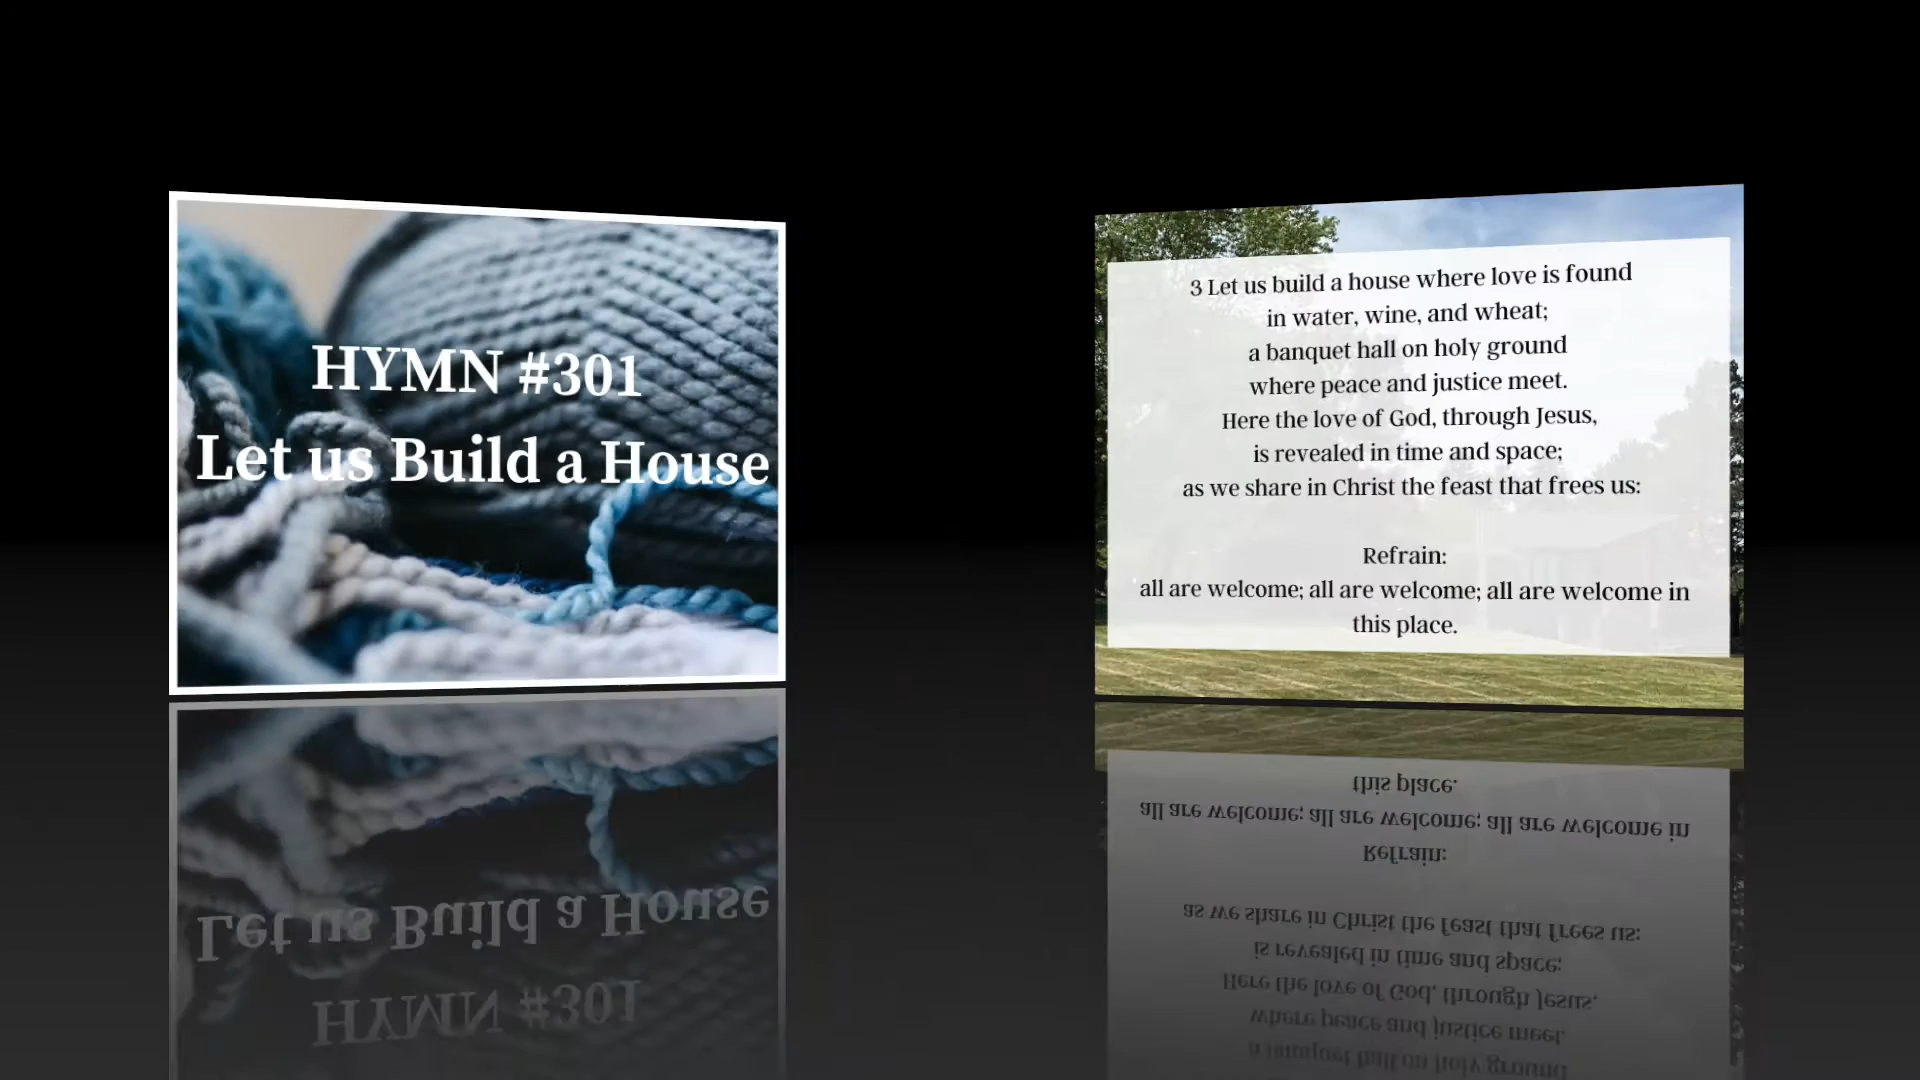 HYMN #301
Let us Build a House
3 Let us build a house where love is found
in water, wine, and wheat;
a banquet hall on holy ground
where peace and justice meet.
Here the love of God, through Jesus,
is revealed in time and space;
as we share in Christ the feast that frees us:
Refrain:
all are welcome; all are welcome; all are welcome in
this place.